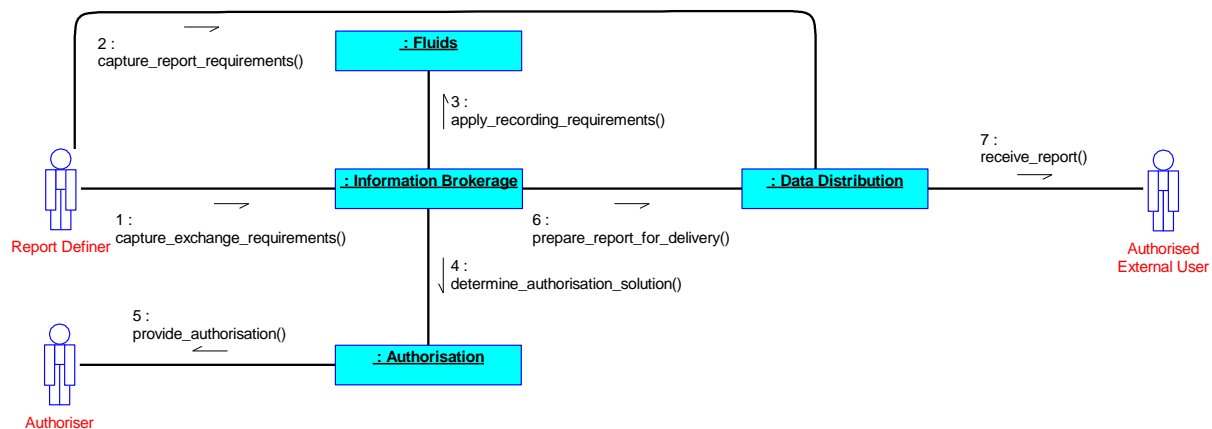 2 :
capture_report_requirements()
: Fluids
3 :
apply_recording_requirements()
7 :
receive_report()
: Information Brokerage
: Data Distribution
Report Definer
1 :
capture_exchange_requirements()
6 :
prepare_report_for_delivery()
Authorised
External User
4 :
determine_authorisation_solution()
5 :
provide_authorisation()
: Authorisation
Authoriser